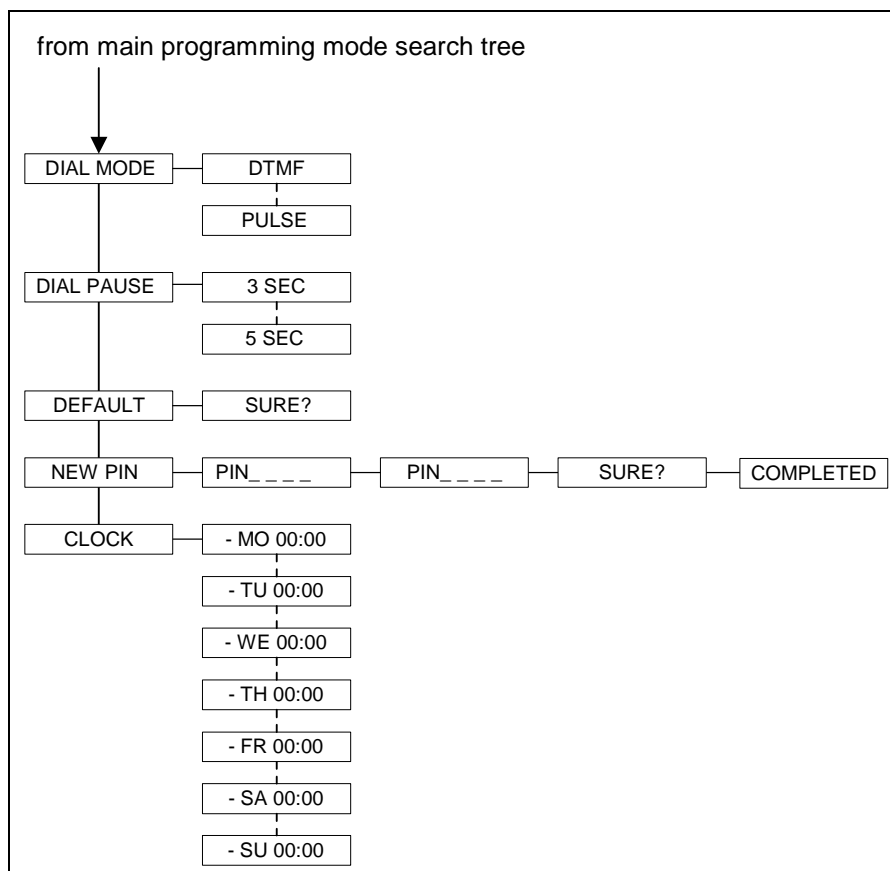 from main programming mode search tree
DIAL MODE
DTMF
PULSE
DIAL PAUSE
3 SEC
5 SEC
DEFAULT
SURE?
NEW PIN
PIN_ _ _ _
PIN_ _ _ _
SURE?
COMPLETED
CLOCK
- MO 00:00
- TU 00:00
- WE 00:00
- TH 00:00
- FR 00:00
- SA 00:00
- SU 00:00